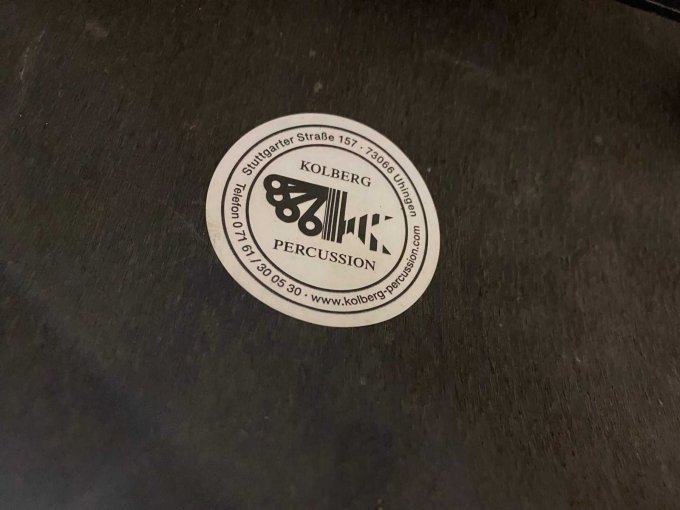 Stuttgarter Straße 157 · 73066 Uhingen
KOLBERG
PERCUSSION
Telefon 0 71 61 / 30 05 30 · www.kolberg-percussion.com